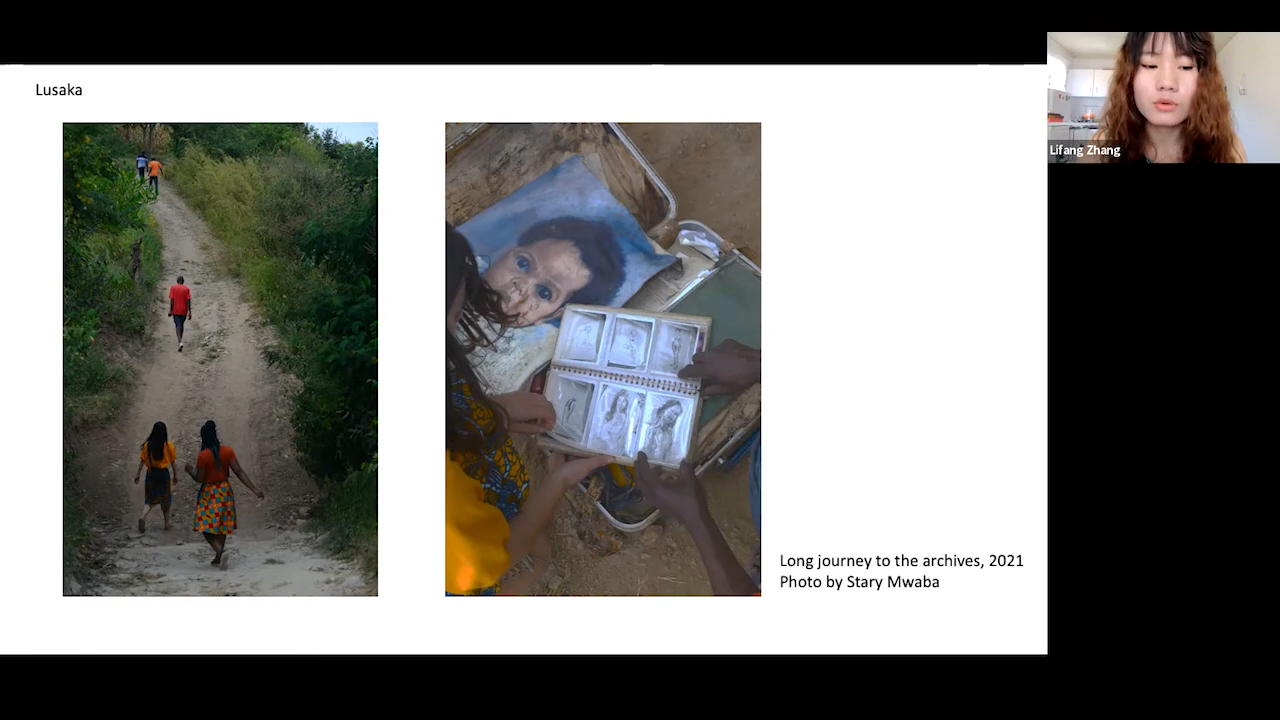 Lusaka
Long journey to the archives, 2021
Photo by Stary Mwaba
Lifang Zhang